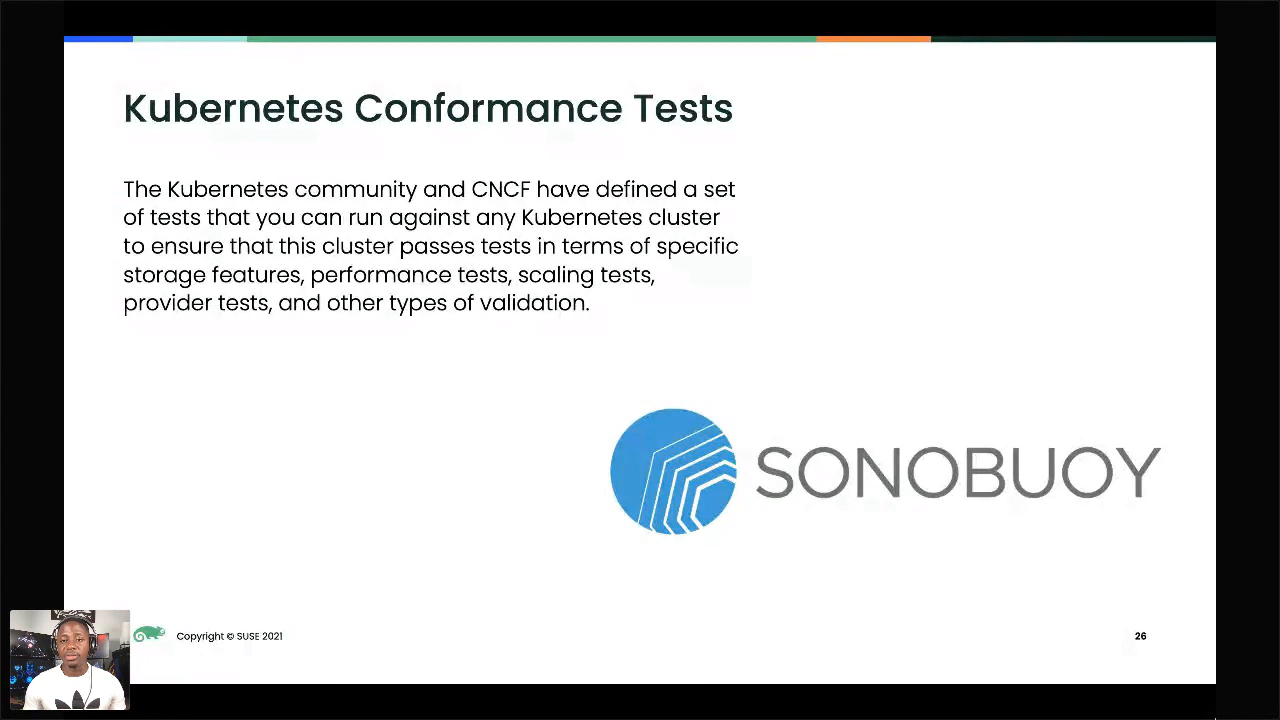 Kubernetes Conformance Tests
The Kubernetes community and CNCF have defined a set
of tests that you can run against any Kubernetes cluster
to ensure that this cluster passes tests in terms of specific
storage features, performance tests, scaling tests,
provider tests, and other types of validation.
SONOBUOY
Copyright © SUSE 2021
26